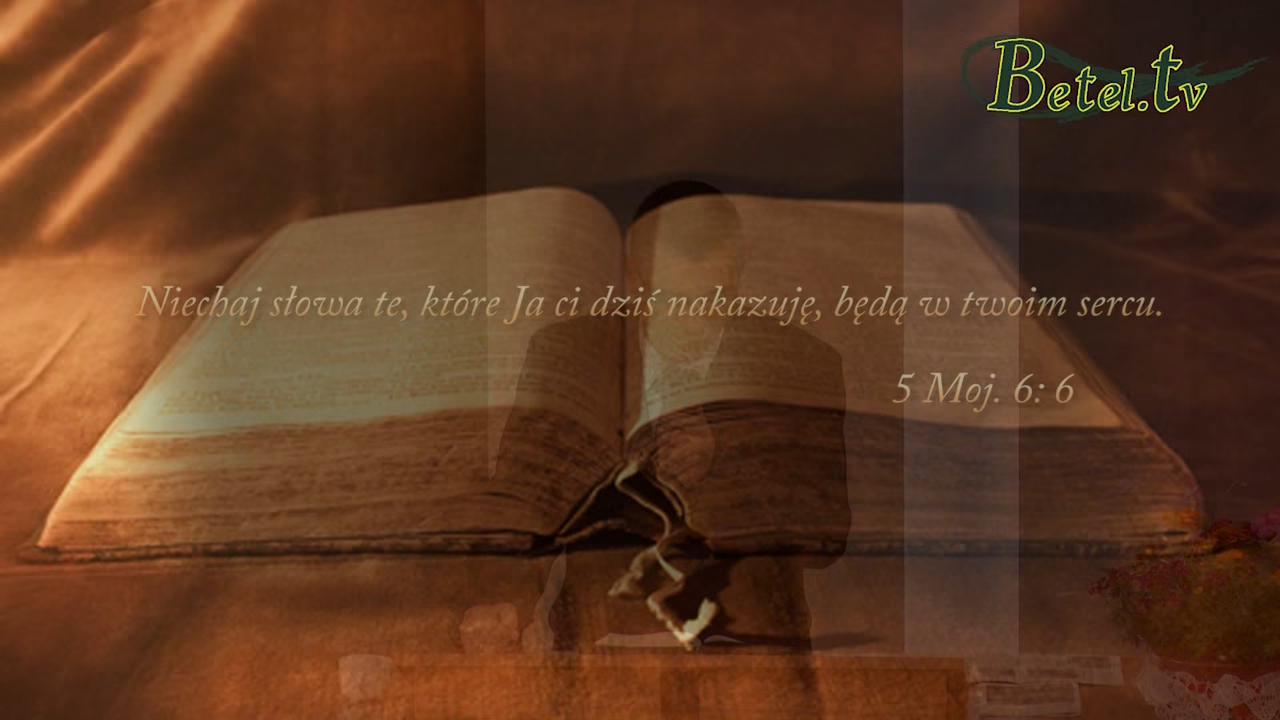 Betel.tv
Niechaj słowa te, które Ja ci dziś nakazuję, będą w twoim sercu.
5 Moj. 6: 6